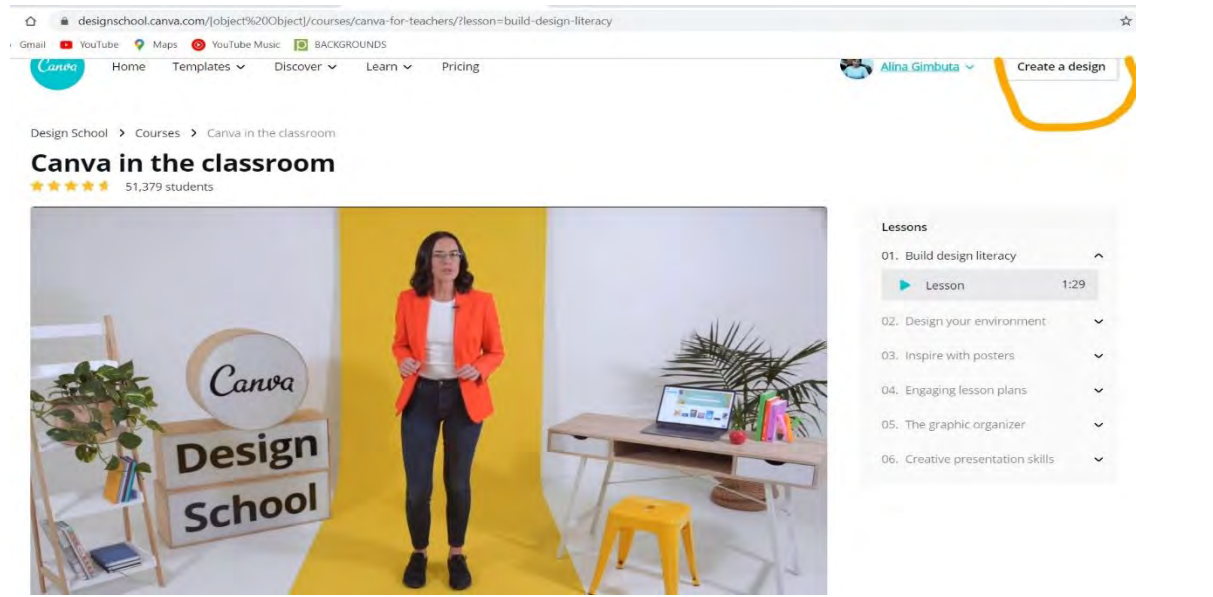 designschool.canva.com/[object%20Object]/courses/canva-for-teachers/?lesson=build-design-literacy
Gmail YouTube Maps YouTube Music BACKGROUNDS
Canva Home Templates Discover Learn Pricing Alina Gimbuta Create a design
Design School > Courses > Canva in the classroom
Canva in the classroom
51,379 students
Canva
Design
School
Lessons
01. Build design literacy
Lesson 1:29
02. Design your environment
03. Inspire with posters
04. Engaging lesson plans
05. The graphic organizer
06. Creative presentation skills